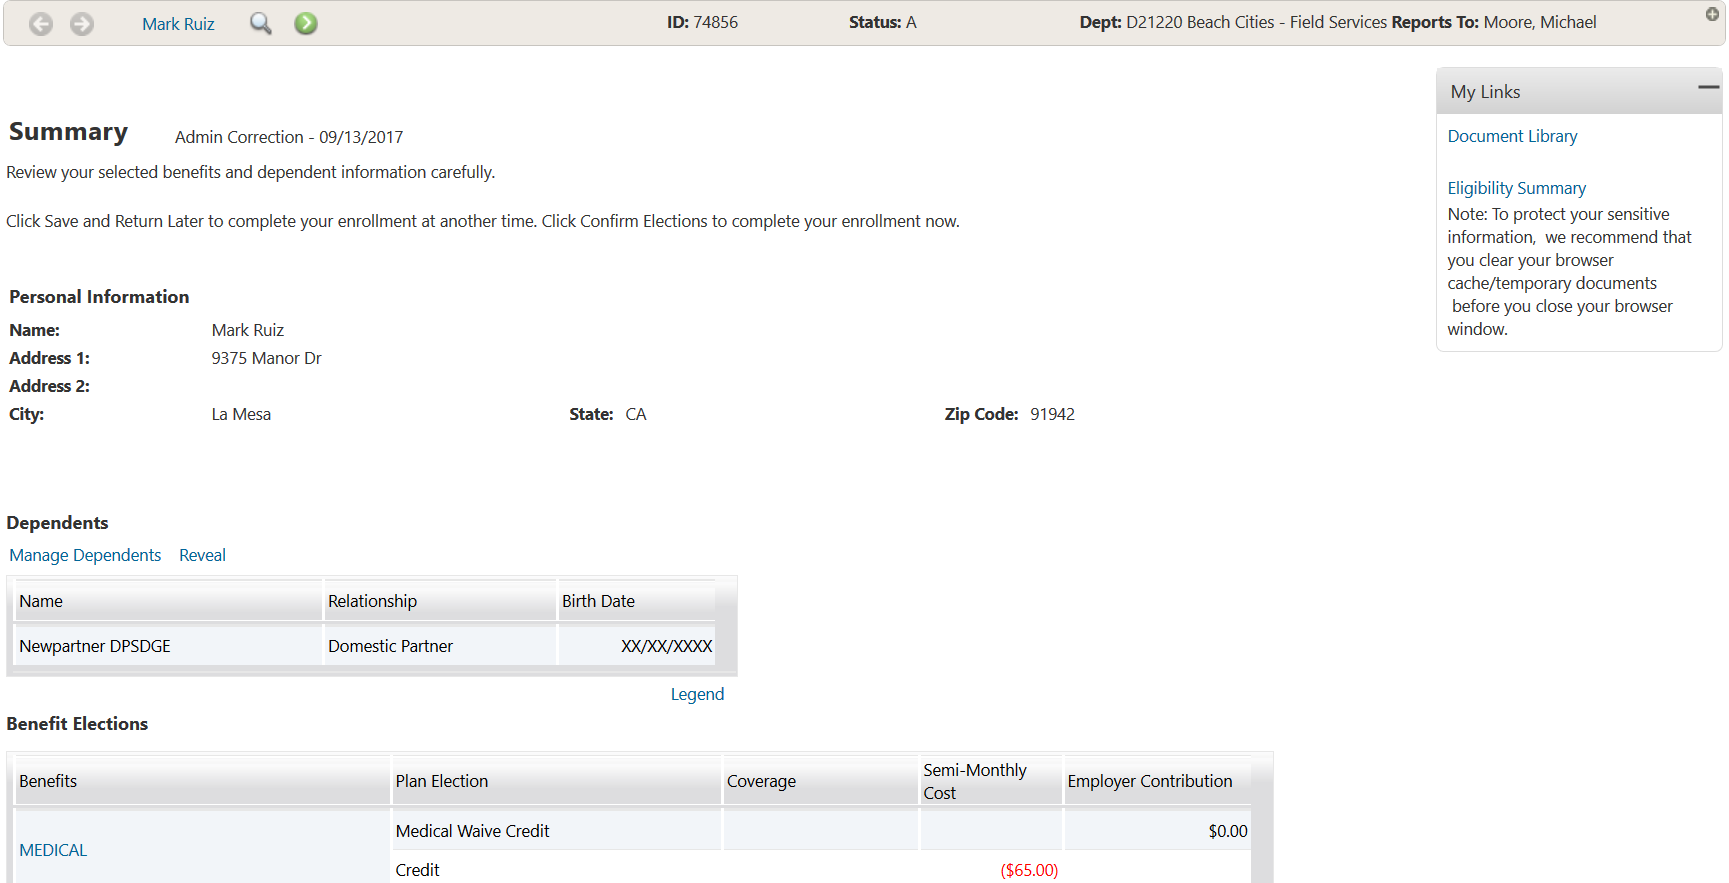 Mark Ruiz ID: 74856 Status: A Dept: D21220 Beach Cities - Field Services Reports To: Moore, Michael
My Links
Document Library
Eligibility Summary
Note: To protect your sensitive
information,  we recommend that
you clear your browser
cache/temporary documents
before you close your browser
window.
Summary Admin Correction - 09/13/2017
Review your selected benefits and dependent information carefully.
Click Save and Return Later to complete your enrollment at another time. Click Confirm Elections to complete your enrollment now.
Personal Information
Name: Mark Ruiz
Address 1: 9375 Manor Dr
Address 2:
City: La Mesa State: CA Zip Code: 91942
Dependents
Manage Dependents Reveal
Name Relationship Birth Date
Newpartner DPSDGE Domestic Partner XX/XX/XXXX
Legend
Benefit Elections
Benefits Plan Election Coverage Semi-Monthly Cost Employer Contribution
MEDICAL Medical Waive Credit $0.00
Credit ($65.00)